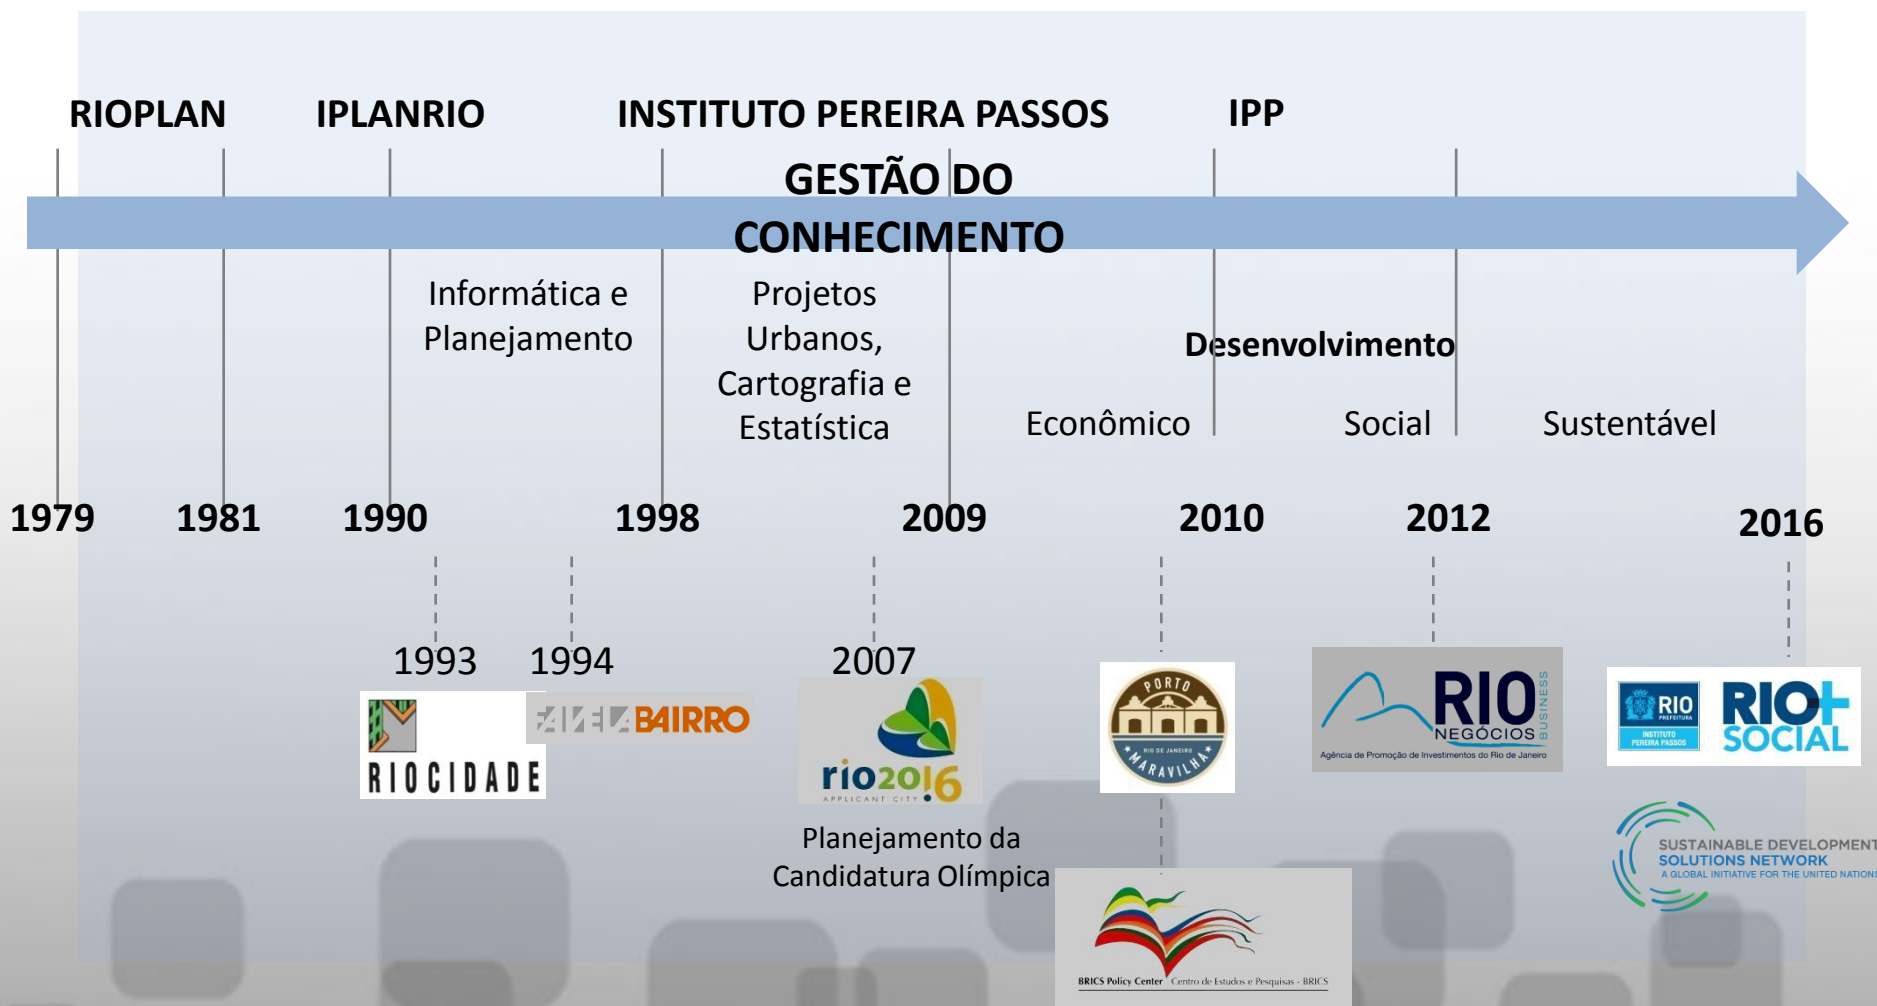 RIOPLAN
IPLANRIO
INSTITUTO PEREIRA PASSOS
IPP
GESTÃO DO
CONHECIMENTO
Informática e
Planejamento
Projetos
Urbanos,
Cartografia e
Estatística
Desenvolvimento
Econômico
Social
Sustentável
1979
1981
1990
1998
2009
2010
2012
2016
1993
1994
2007
RIOCIDADE
FAVELABAIRRO
rio2016
APPLICANT CITY
Planejamento da
Candidatura Olímpica
PORTO
RIO DE JANEIRO
MARAVILHA
BRICS Policy Center Centro de Estudos e Pesquisas - BRICS
RIO
NEGÓCIOS
BUSINESS
Agência de Promoção de Investimentos do Rio de Janeiro
RIO
PREFEITURA
INSTITUTO
PEREIRA PASSOS
RIO+
SOCIAL
SUSTAINABLE DEVELOPMENT
SOLUTIONS NETWORK
A GLOBAL INITIATIVE FOR THE UNITED NATIONS